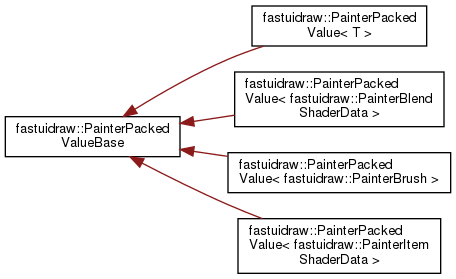 fastuidraw::PainterPacked
Value< T >
fastuidraw::PainterPacked
Value< fastuidraw::PainterBlend
ShaderData >
fastuidraw::PainterPacked
ValueBase
fastuidraw::PainterPacked
Value< fastuidraw::PainterBrush >
fastuidraw::PainterPacked
Value< fastuidraw::PainterItem
ShaderData >